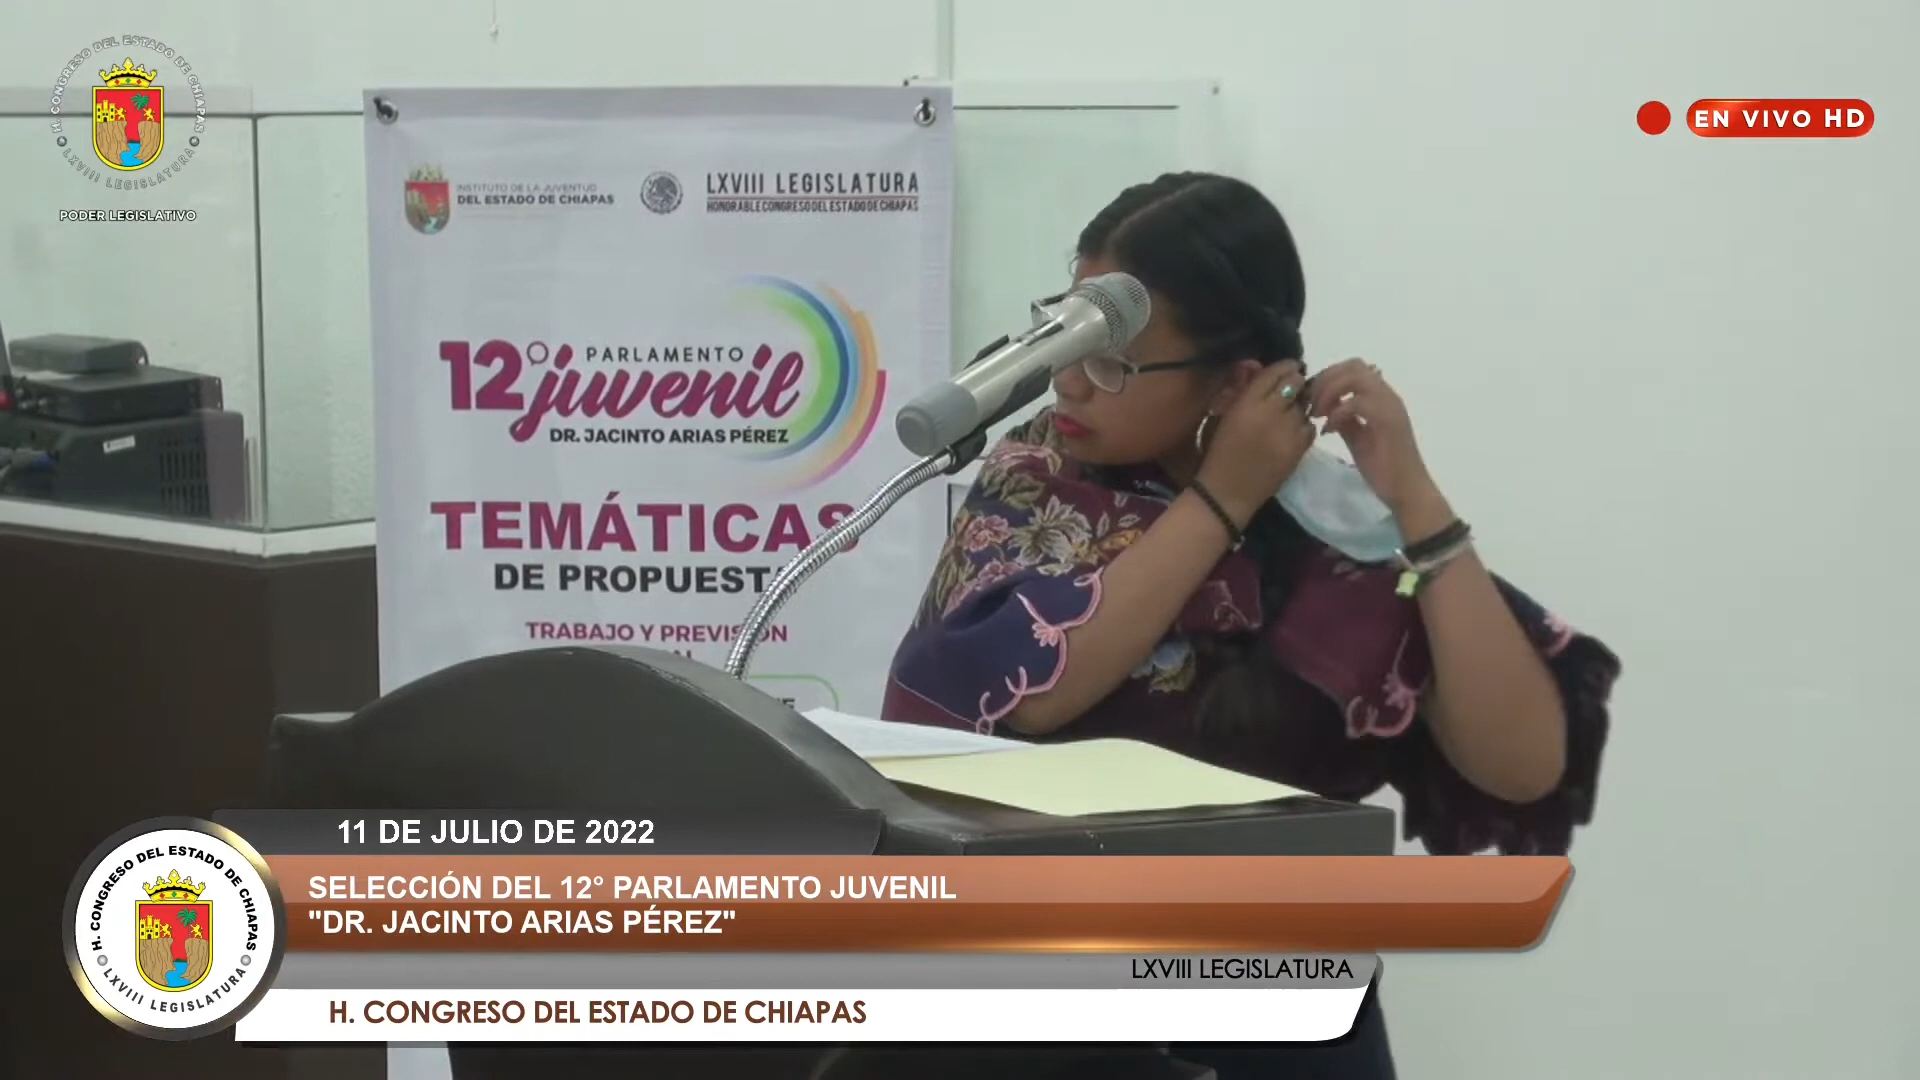 H. CONGRESO DEL ESTADO DE CHIAPAS
LXVIII LEGISLATURA
PODER LEGISLATIVO
EN VIVO HD
INSTITUTO DE LA JUVENTUD
DEL ESTADO DE CHIAPAS
LXVIII LEGISLATURA
HONORABLE CONGRESO DEL ESTADO DE CHIAPAS
12° PARLAMENTO
juvenil
DR. JACINTO ARIAS PÉREZ
TEMÁTICAS
DE PROPUESTA
TRABAJO Y PREVISIÓN
11 DE JULIO DE 2022
SELECCIÓN DEL 12° PARLAMENTO JUVENIL
"DR. JACINTO ARIAS PÉREZ"
LXVIII LEGISLATURA
H. CONGRESO DEL ESTADO DE CHIAPAS
H. CONGRESO DEL ESTADO DE CHIAPAS
LXVIII LEGISLATURA